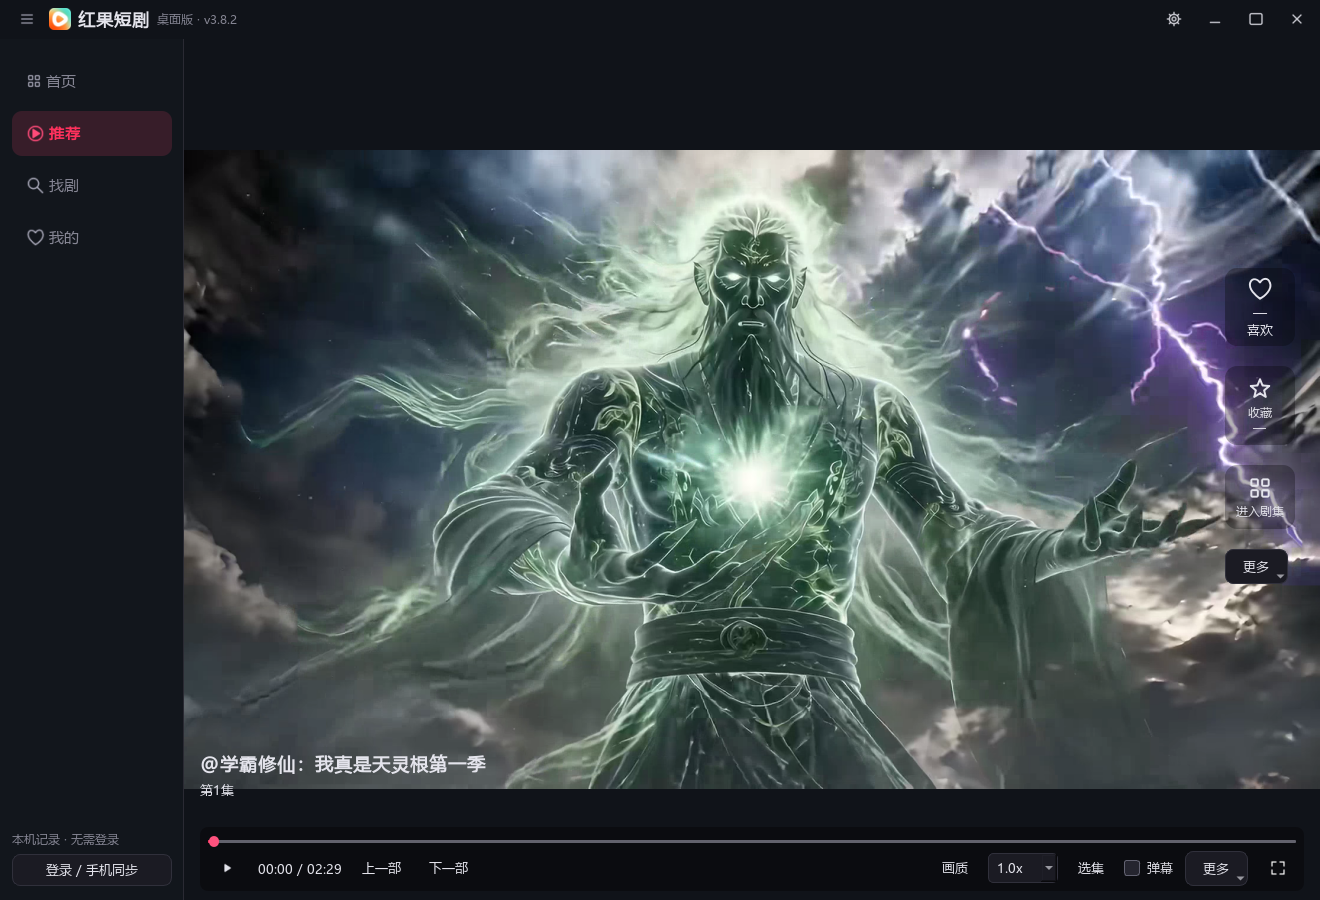 红果短剧 桌面版 · v3.8.2
首页
推荐
找剧
我的
喜欢
收藏
进入剧集
更多
@学霸修仙：我真是天灵根第一季
第1集
本机记录 · 无需登录
登录 / 手机同步
00:00 / 02:29 上一部 下一部 画质 1.0x 选集 弹幕 更多